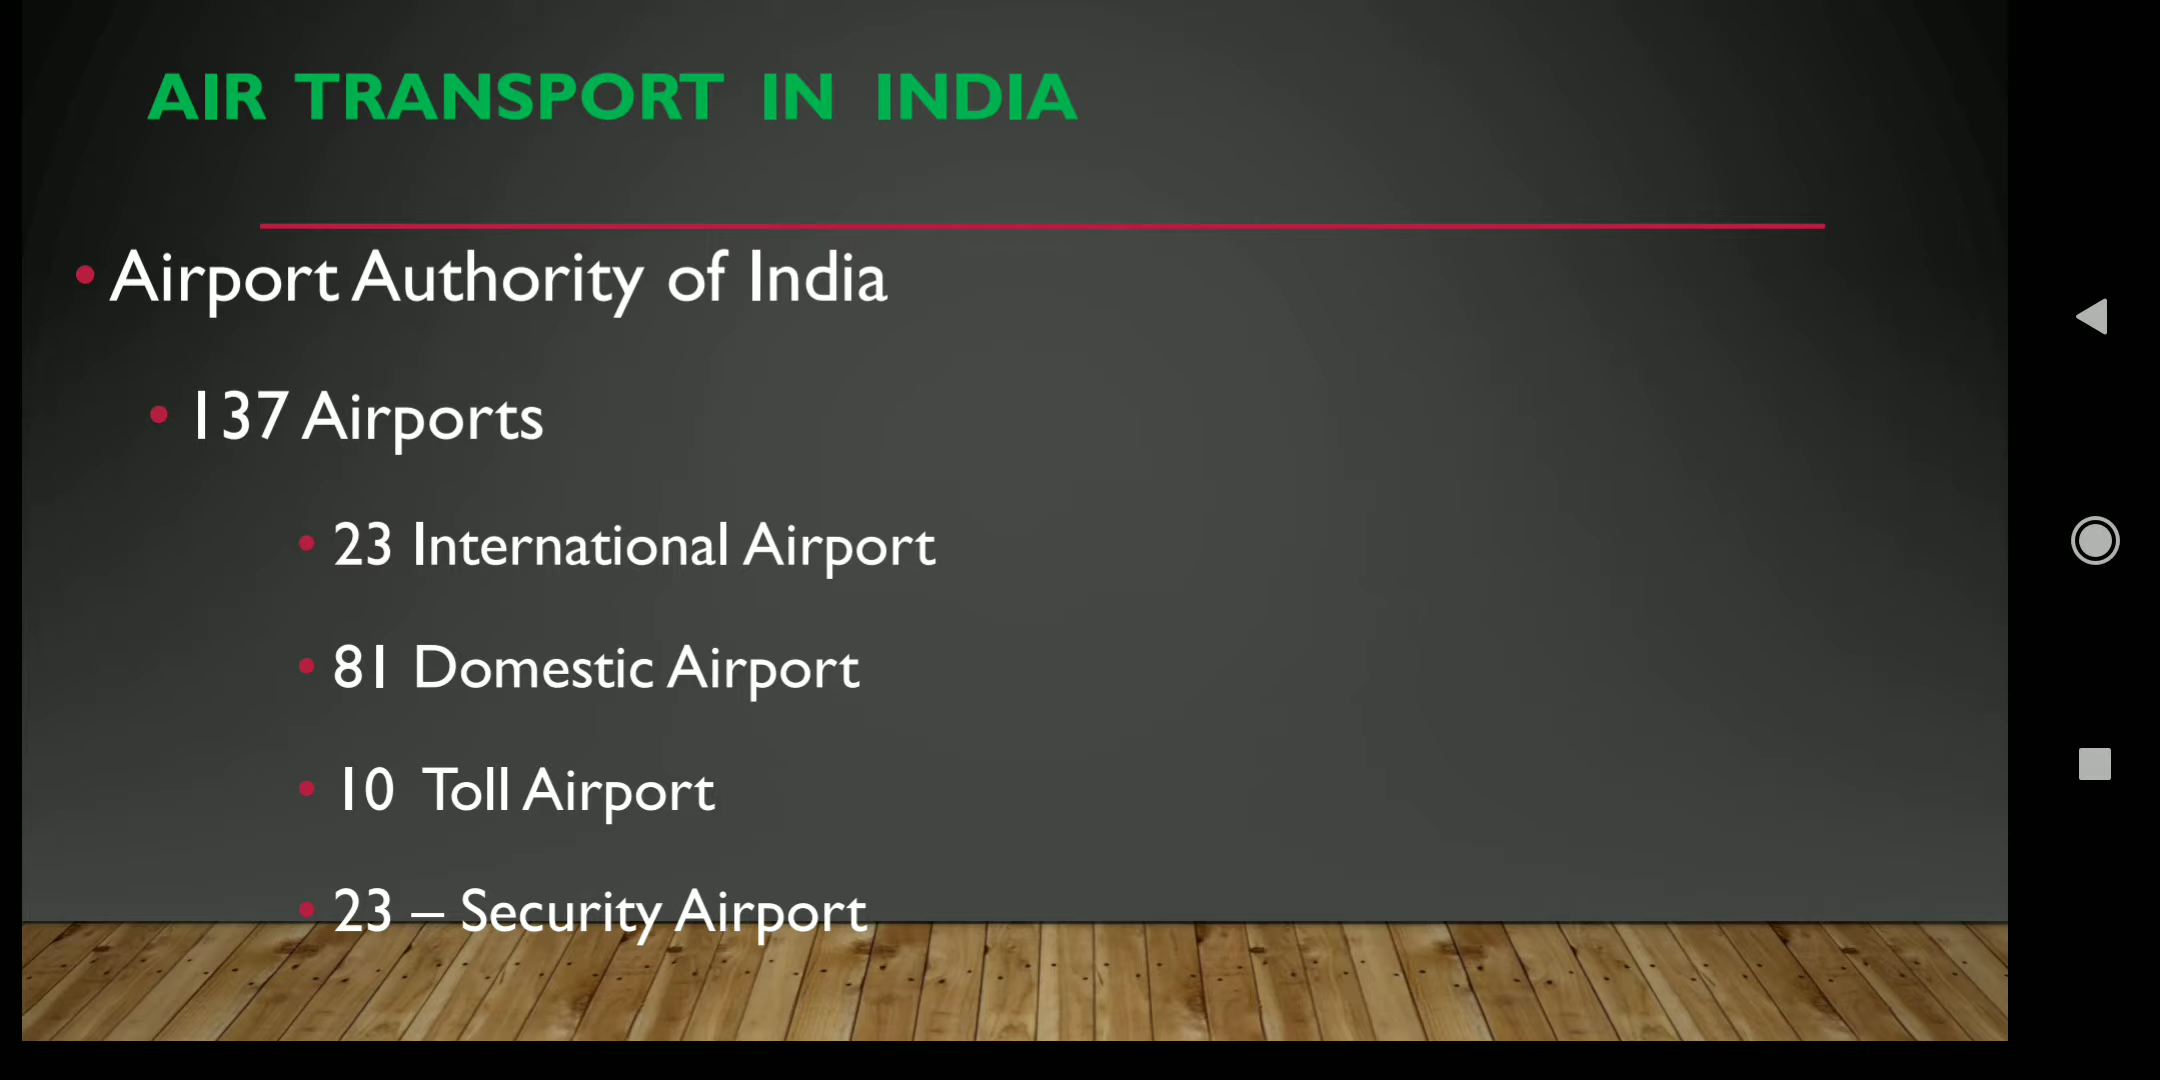 AIR TRANSPORT IN INDIA
• Airport Authority of India
• 137 Airports
• 23 International Airport
• 81 Domestic Airport
• 10 Toll Airport
• 23 – Security Airport